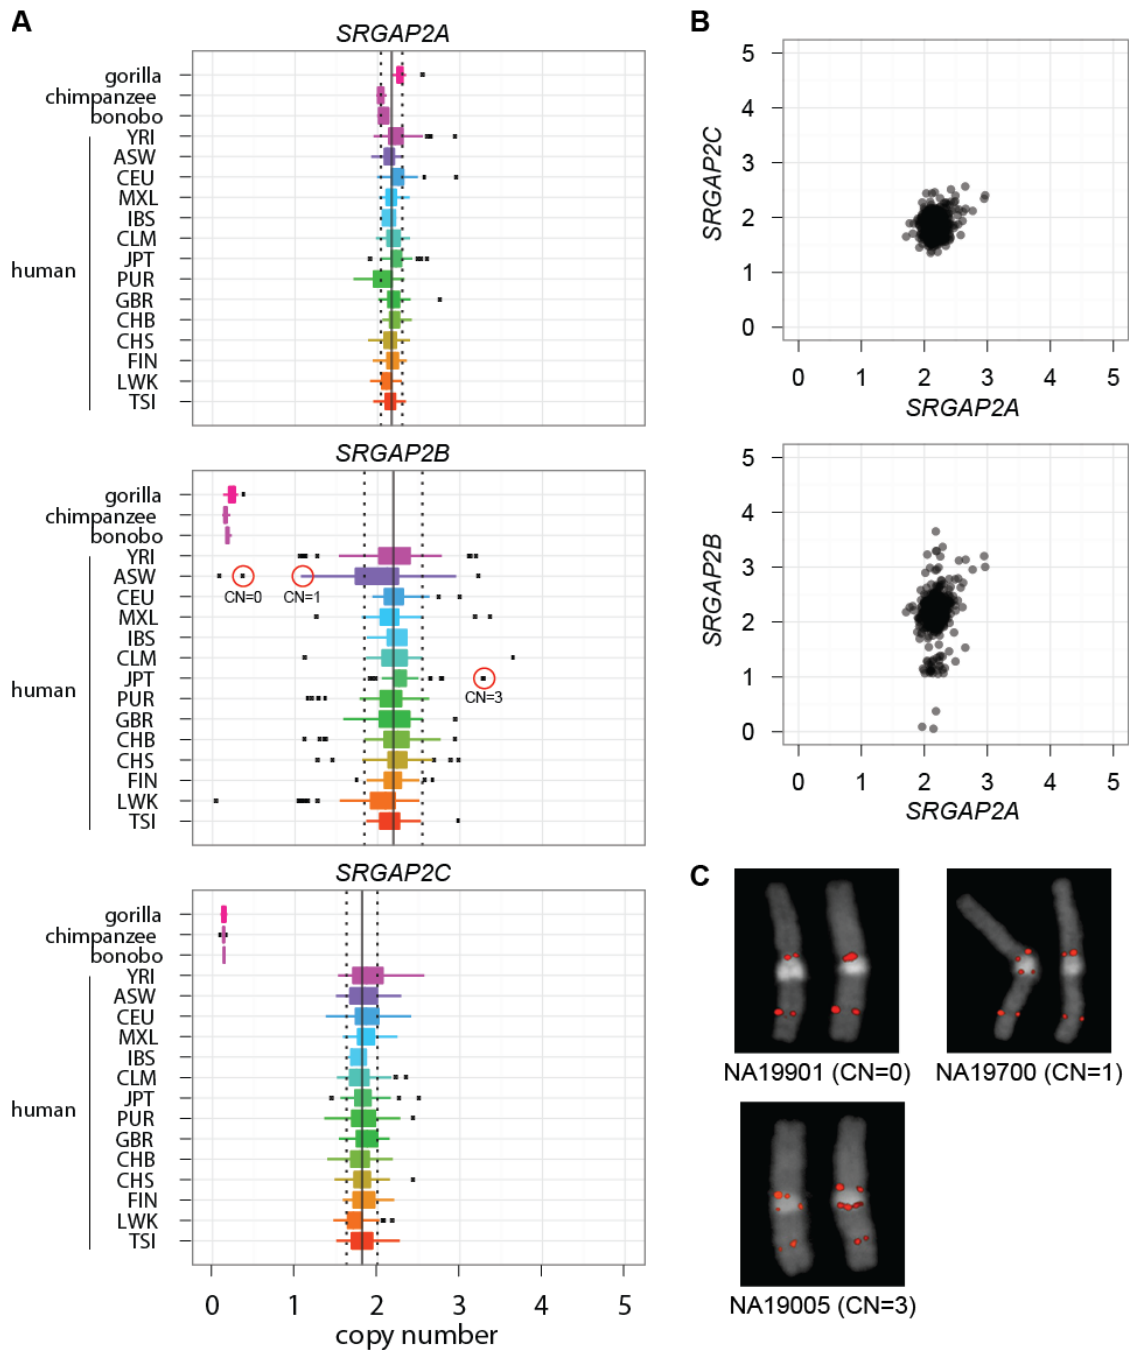 A
SRGAP2A
gorilla
chimpanzee
bonobo
YRI
ASW
CEU
MXL
IBS
CLM
JPT
PUR
GBR
CHB
CHS
FIN
LWK
TSI
human
SRGAP2B
gorilla
chimpanzee
bonobo
YRI
ASW
CEU
MXL
IBS
CLM
JPT
PUR
GBR
CHB
CHS
FIN
LWK
TSI
human
CN=0
CN=1
CN=3
SRGAP2C
gorilla
chimpanzee
bonobo
YRI
ASW
CEU
MXL
IBS
CLM
JPT
PUR
GBR
CHB
CHS
FIN
LWK
TSI
human
0 1 2 3 4 5
copy number
B
5
4
3
2
1
0
SRGAP2C
0 1 2 3 4 5
SRGAP2A
5
4
3
2
1
0
SRGAP2B
0 1 2 3 4 5
SRGAP2A
C
NA19901 (CN=0)
NA19700 (CN=1)
NA19005 (CN=3)